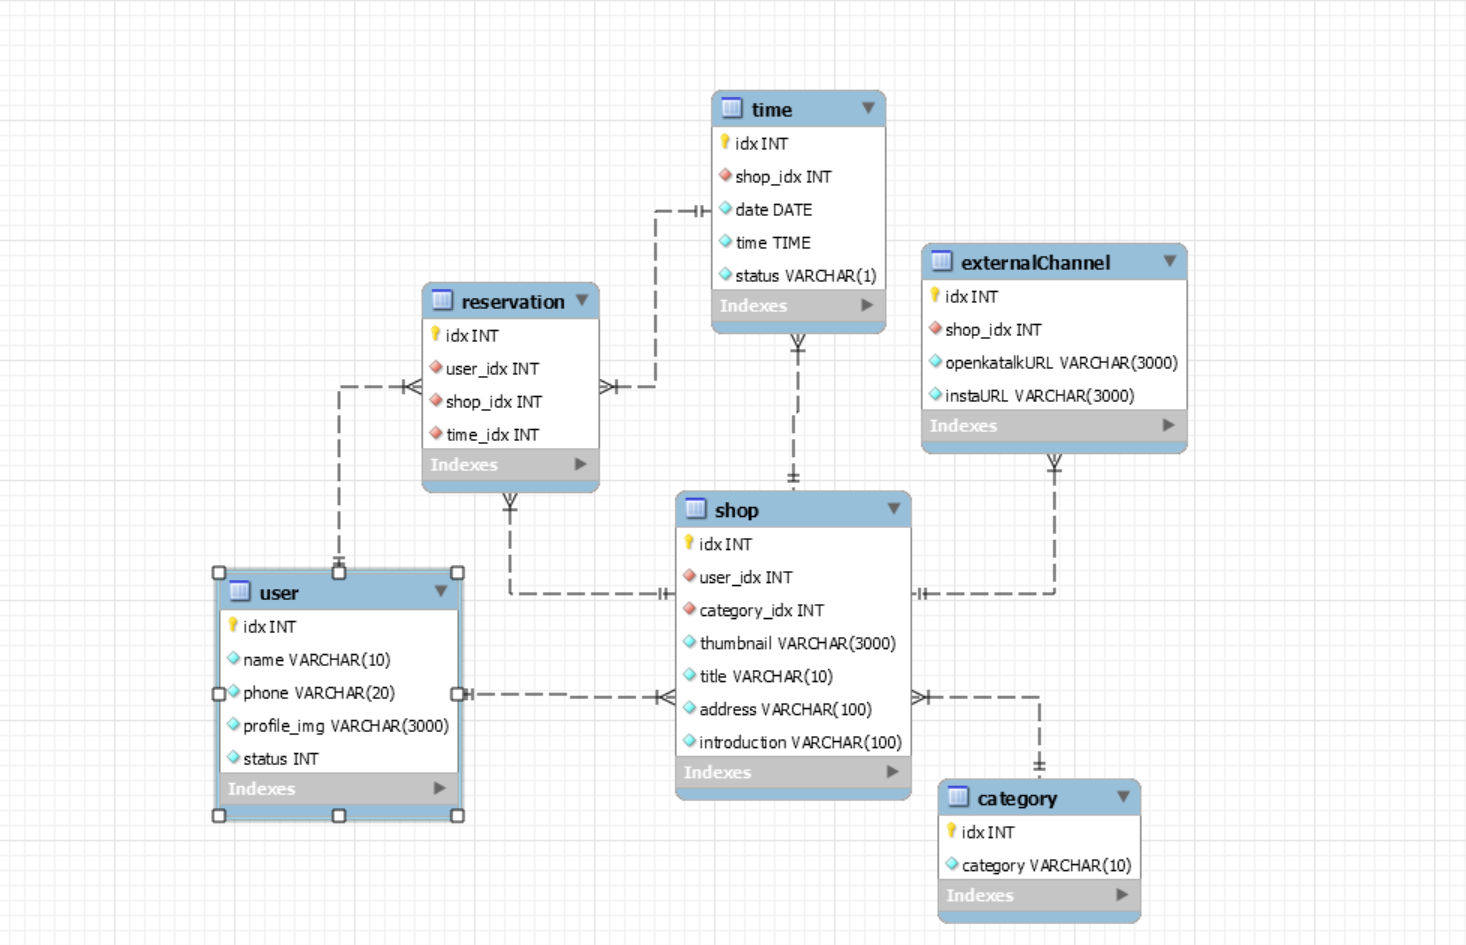 time
idx INT
shop_idx INT
date DATE
time TIME
status VARCHAR(1)
Indexes
externalChannel
idx INT
shop_idx INT
openkatalkURL VARCHAR(3000)
instaURL VARCHAR(3000)
Indexes
reservation
idx INT
user_idx INT
shop_idx INT
time_idx INT
Indexes
shop
idx INT
user_idx INT
category_idx INT
thumbnail VARCHAR(3000)
title VARCHAR(10)
address VARCHAR(100)
introduction VARCHAR(100)
Indexes
user
idx INT
name VARCHAR(10)
phone VARCHAR(20)
profile_img VARCHAR(3000)
status INT
Indexes
category
idx INT
category VARCHAR(10)
Indexes